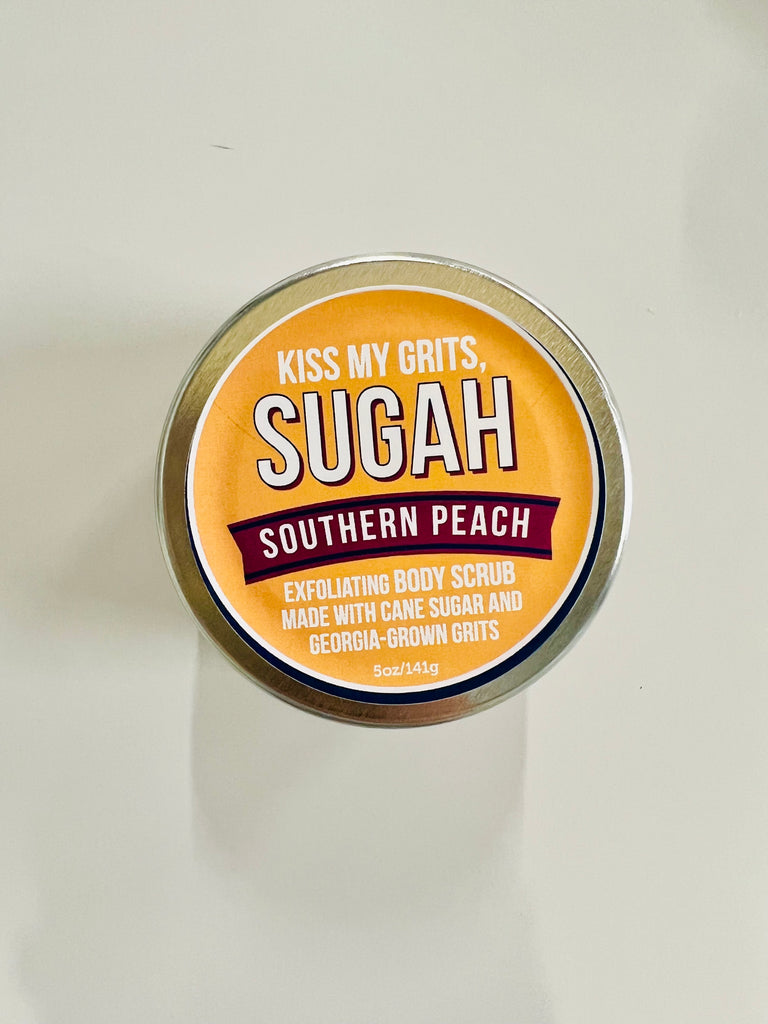 KISS MY GRITS,
SUGAH
SOUTHERN PEACH
EXFOLIATING BODY SCRUB
MADE WITH CANE SUGAR AND
GEORGIA-GROWN GRITS
5oz/141g